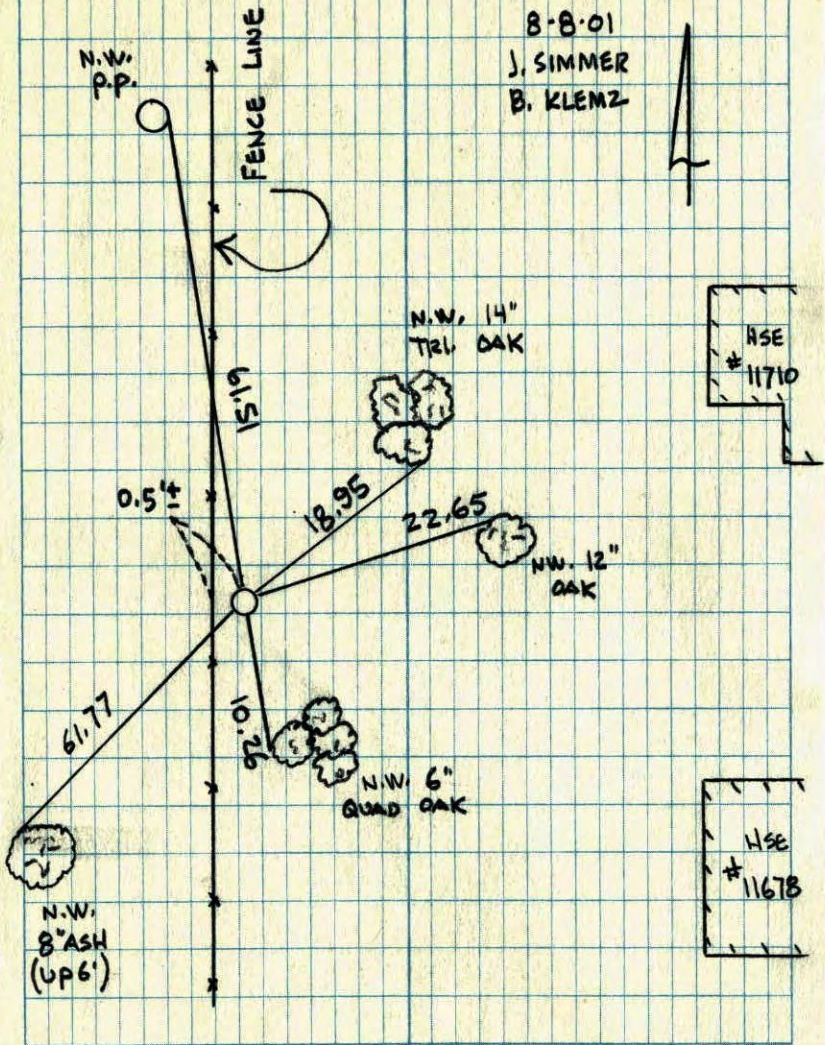 8-8-01
J. SIMMER
B. KLEMZ
N.W.
P.P.
FENCE LINE
N.W. 14"
TRI. OAK
HSE
# 11710
15.19
0.5'±
18.95
22.65
NW. 12"
OAK
61.77
10.26
N.W. 6"
QUAD OAK
HSE
# 11678
N.W.
8" ASH
(UP 6')